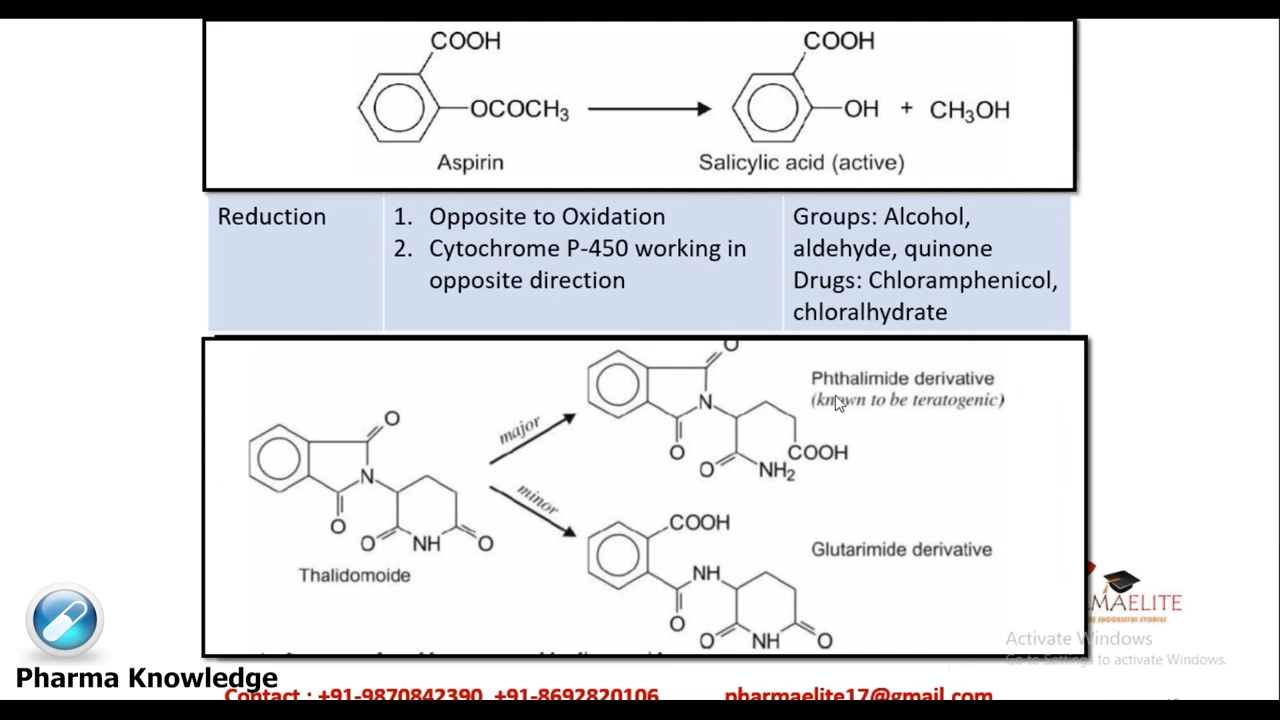 COOH
COOH
OCOCH₃
OH + CH₃OH
Aspirin
Salicylic acid (active)
Reduction
1. Opposite to Oxidation
2. Cytochrome P-450 working in
opposite direction
Groups: Alcohol,
aldehyde, quinone
Drugs: Chloramphenicol,
chloralhydrate
O
Phthalimide derivative
(known to be teratogenic)
major
N
O
COOH
O
NH₂
O
N
O
O
NH
O
Thalidomoide
minor
COOH
Glutarimide derivative
NH
O
O
NH
O
MAELITE
SUCCESSFUL STORIES
Activate Windows
Go to Settings to activate Windows.
Pharma Knowledge
Contact : +91-9870842390, +91-8692820106
pharmaelite17@gmail.com